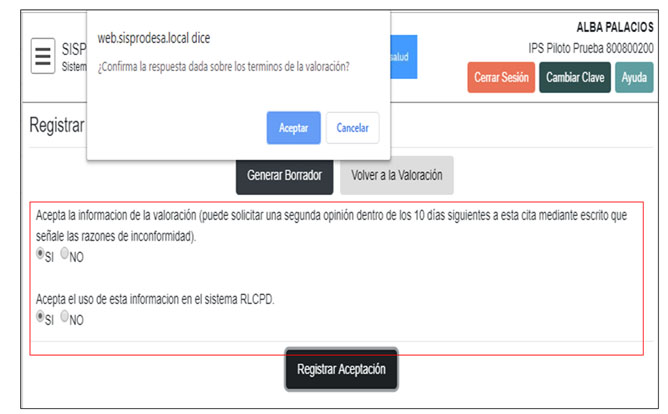 web.sisprodesa.local dice
¿Confirma la respuesta dada sobre los terminos de la valoración?
Aceptar Cancelar
SISP
Sistem
salud
ALBA PALACIOS
IPS Piloto Prueba 800800200
Cerrar Sesión Cambiar Clave Ayuda
Registrar
Generar Borrador Volver a la Valoración
Acepta la informacion de la valoración (puede solicitar una segunda opinión dentro de los 10 días siguientes a esta cita mediante escrito que
señale las razones de inconformidad).
SI NO
Acepta el uso de esta informacion en el sistema RLCPD.
SI NO
Registrar Aceptación